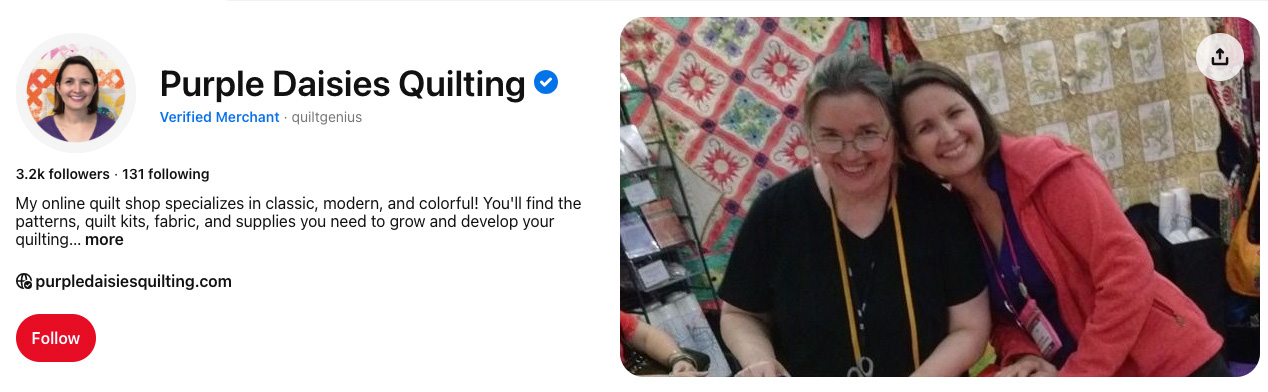 Purple Daisies Quilting
Verified Merchant · quiltgenius
3.2k followers · 131 following
My online quilt shop specializes in classic, modern, and colorful! You'll find the
patterns, quilt kits, fabric, and supplies you need to grow and develop your
quilting... more
purpledaisiesquilting.com
Follow